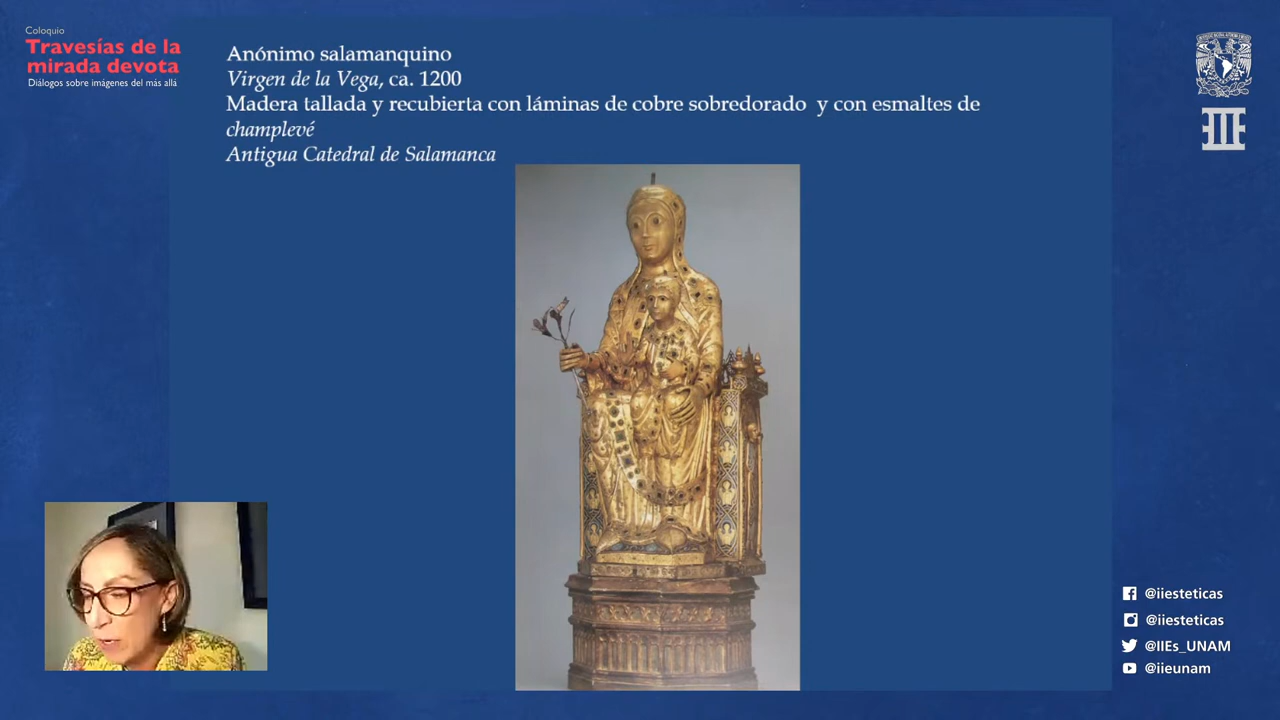 Coloquio
Travesías de la
mirada devota
Diálogos sobre imágenes del más allá
Anónimo salamanquino
Virgen de la Vega, ca. 1200
Madera tallada y recubierta con láminas de cobre sobredorado y con esmaltes de
champlevé
Antigua Catedral de Salamanca
@iiesteticas
@iiesteticas
@IIEs_UNAM
@iieunam